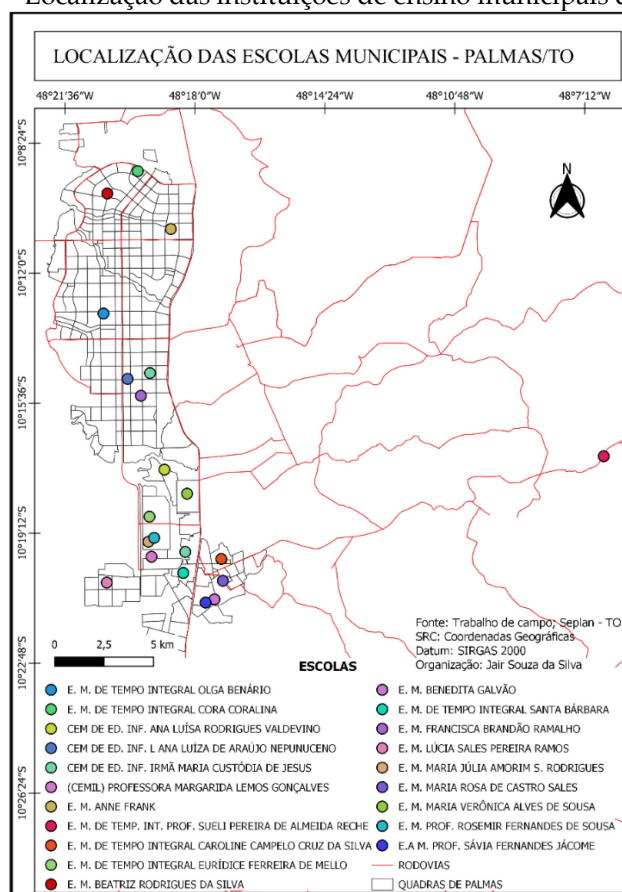 Localização das instituições de ensino municipais
LOCALIZAÇÃO DAS ESCOLAS MUNICIPAIS - PALMAS/TO
48°21'36"W 48°18'0"W 48°14'24"W 48°10'48"W 48°7'12"W
10°8'24"S
N
10°12'0"S
10°15'36"S
10°19'12"S
Fonte: Trabalho de campo; Seplan - TO
SRC: Coordenadas Geográficas
Datum: SIRGAS 2000
Organização: Jair Souza da Silva
0 2,5 5 km
10°22'48"S
ESCOLAS
E. M. DE TEMPO INTEGRAL OLGA BENÁRIO
E. M. DE TEMPO INTEGRAL CORA CORALINA
CEM DE ED. INF. ANA LUÍSA RODRIGUES VALDEVINO
CEM DE ED. INF. L ANA LUÍZA DE ARAÚJO NEPUNUCENO
CEM DE ED. INF. IRMÃ MARIA CUSTÓDIA DE JESUS
(CEMIL) PROFESSORA MARGARIDA LEMOS GONÇALVES
E. M. ANNE FRANK
E. M. DE TEMP. INT. PROF. SUELI PEREIRA DE ALMEIDA RECHE
E. M. DE TEMPO INTEGRAL CAROLINE CAMPELO CRUZ DA SILVA
E. M. DE TEMPO INTEGRAL EURÍDICE FERREIRA DE MELLO
E. M. BEATRIZ RODRIGUES DA SILVA
10°26'24"S
E. M. BENEDITA GALVÃO
E. M. DE TEMPO INTEGRAL SANTA BÁRBARA
E. M. FRANCISCA BRANDÃO RAMALHO
E. M. LÚCIA SALES PEREIRA RAMOS
E. M. MARIA JÚLIA AMORIM S. RODRIGUES
E. M. MARIA ROSA DE CASTRO SALES
E. M. MARIA VERÔNICA ALVES DE SOUSA
E. M. PROF. ROSEMIR FERNANDES DE SOUSA
E.A M. PROF. SÁVIA FERNANDES JÁCOME
RODOVIAS
QUADRAS DE PALMAS